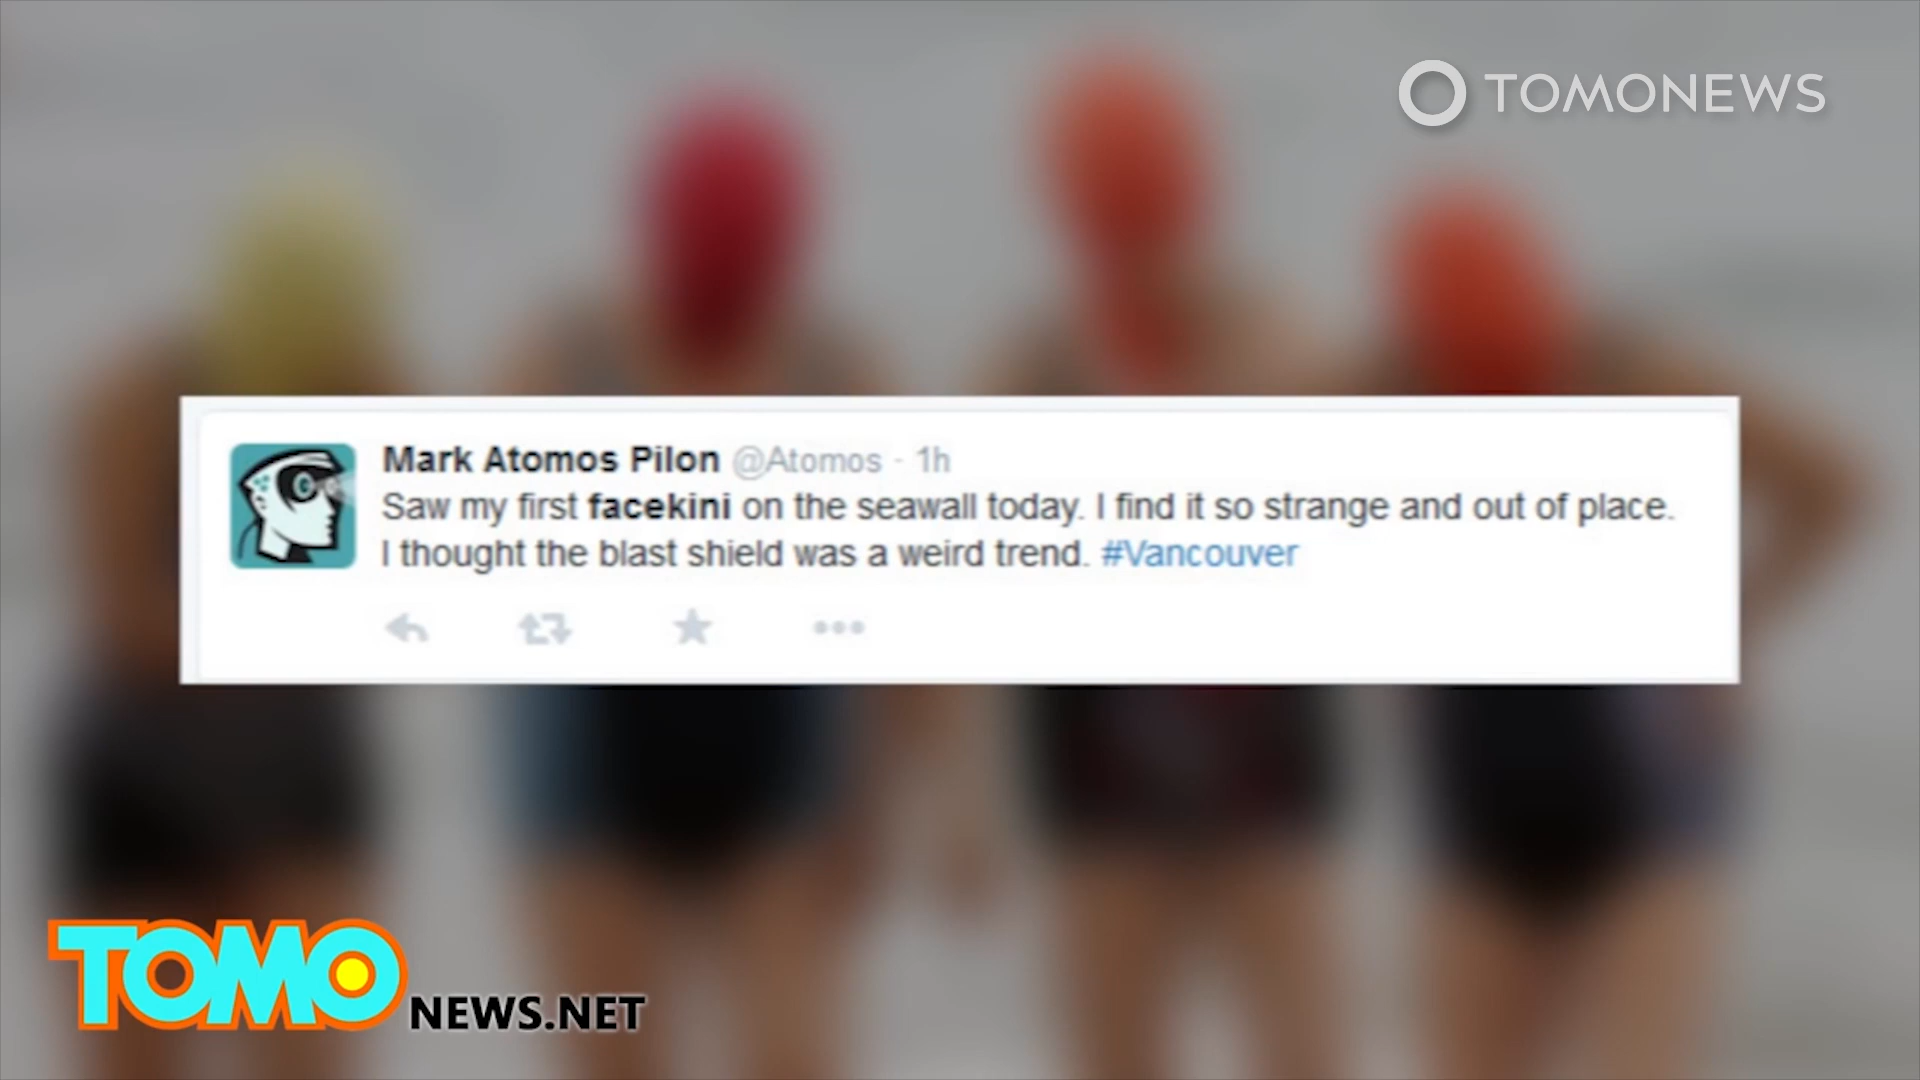 TOMONEWS
Mark Atomos Pilon @Atomos · 1h
Saw my first facekini on the seawall today. I find it so strange and out of place.
I thought the blast shield was a weird trend. #Vancouver
TOMO NEWS.NET